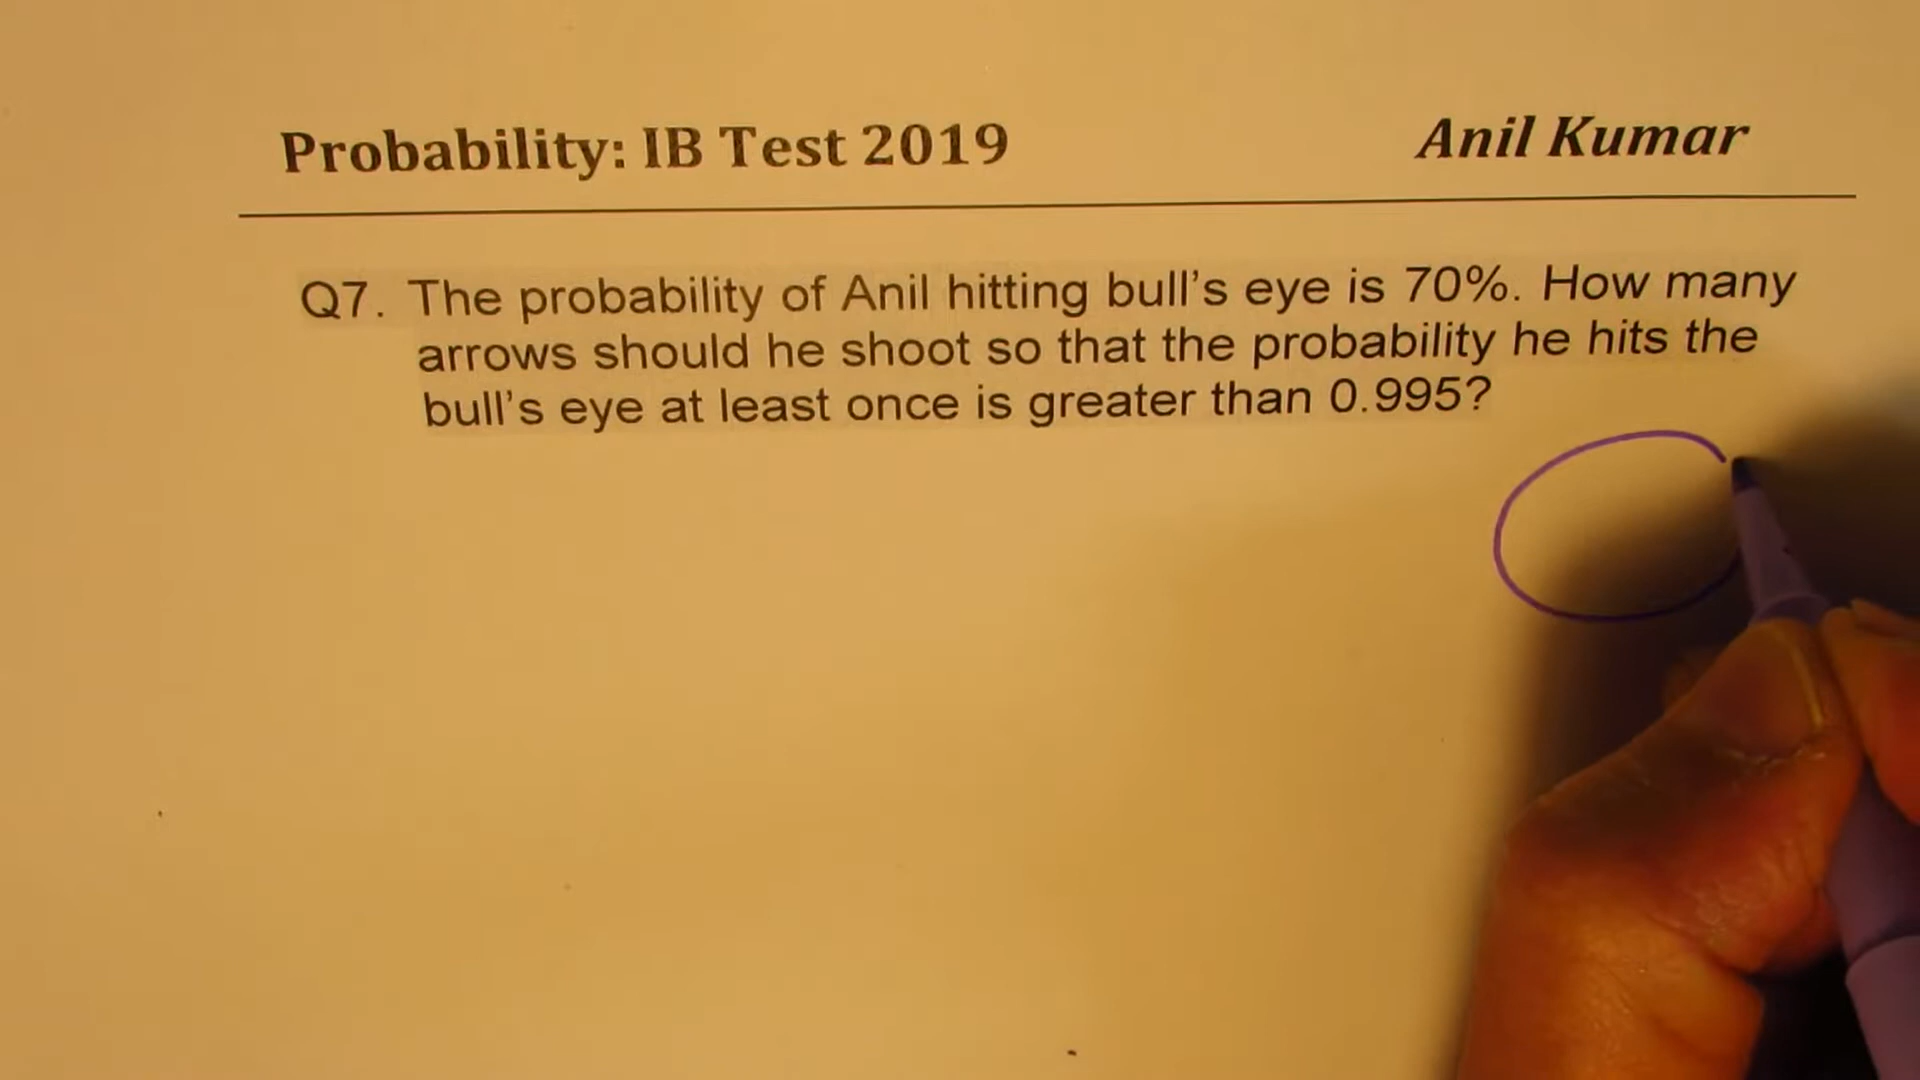 Probability: IB Test 2019 Anil Kumar
Q7. The probability of Anil hitting bull's eye is 70%. How many
arrows should he shoot so that the probability he hits the
bull's eye at least once is greater than 0.995?